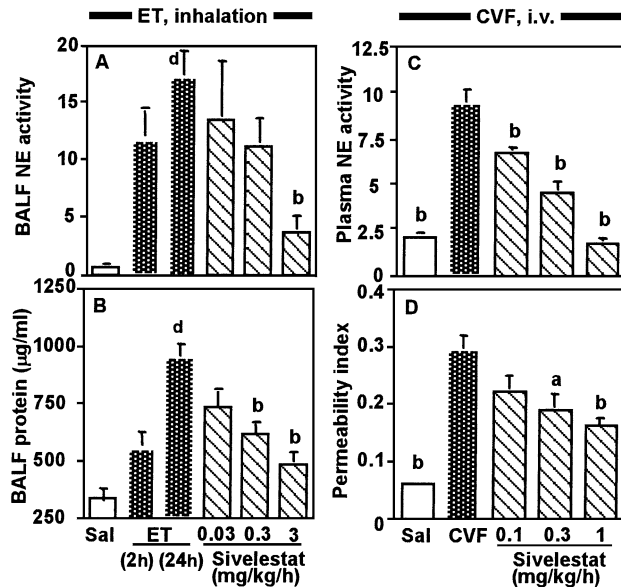 ET, inhalation
CVF, i.v.
A
BALF NE activity
20
15
10
5
0
d
b
C
Plasma NE activity
12.5
10
7.5
5
2.5
0
b
b
b
b
B
BALF protein (μg/ml)
1250
1000
750
500
250
d
b
b
Sal
ET
(2h) (24h)
0.03 0.3 3
Sivelestat
(mg/kg/h)
D
Permeability index
0.4
0.3
0.2
0.1
0
b
a
b
Sal
CVF
0.1 0.3 1
Sivelestat
(mg/kg/h)